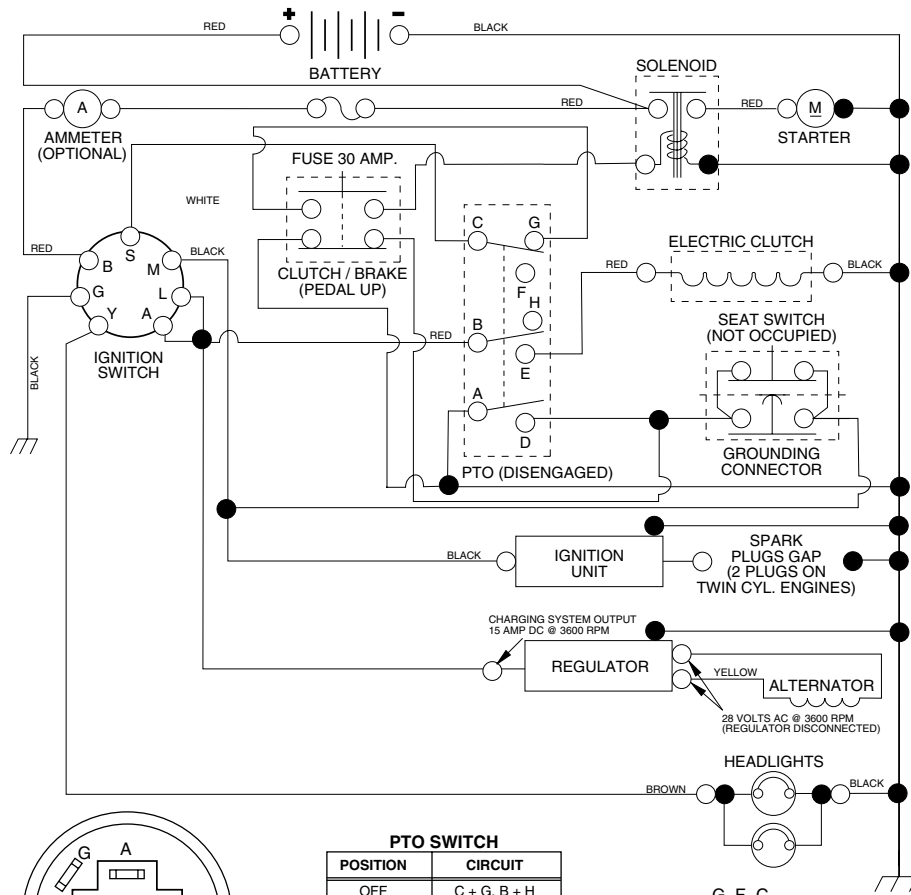 + -
RED BLACK
BATTERY
SOLENOID
A
RED
RED
M
AMMETER
(OPTIONAL)
STARTER
FUSE 30 AMP.
WHITE
CLUTCH / BRAKE
(PEDAL UP)
C G
F
H
B
E
A
D
PTO (DISENGAGED)
ELECTRIC CLUTCH
RED BLACK
SEAT SWITCH
(NOT OCCUPIED)
GROUNDING
CONNECTOR
RED
BLACK
S
B M
G L
Y A
IGNITION
SWITCH
RED
BLACK
BLACK
IGNITION
UNIT
SPARK
PLUGS GAP
(2 PLUGS ON
TWIN CYL. ENGINES)
CHARGING SYSTEM OUTPUT
15 AMP DC @ 3600 RPM
REGULATOR
YELLOW
ALTERNATOR
28 VOLTS AC @ 3600 RPM
(REGULATOR DISCONNECTED)
HEADLIGHTS
BROWN BLACK
G A
PTO SWITCH
POSITION CIRCUIT
OFF C + G, B + H